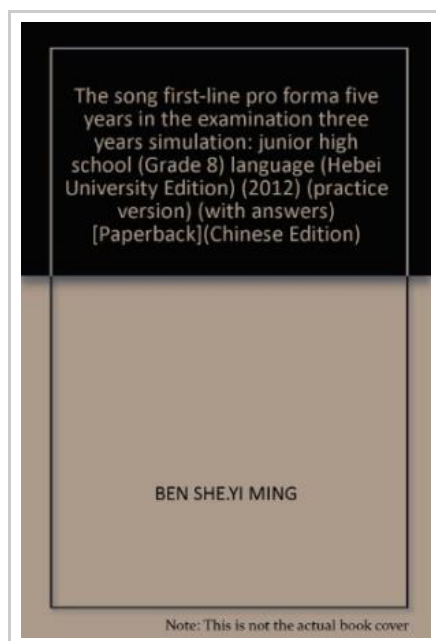 The song first-line pro forma five
years in the examination three
years simulation: junior high
school (Grade 8) language (Hebei
University Edition) (2012) (practice
version) (with answers)
[Paperback](Chinese Edition)
BEN SHE.YI MING
Note: This is not the actual book cover